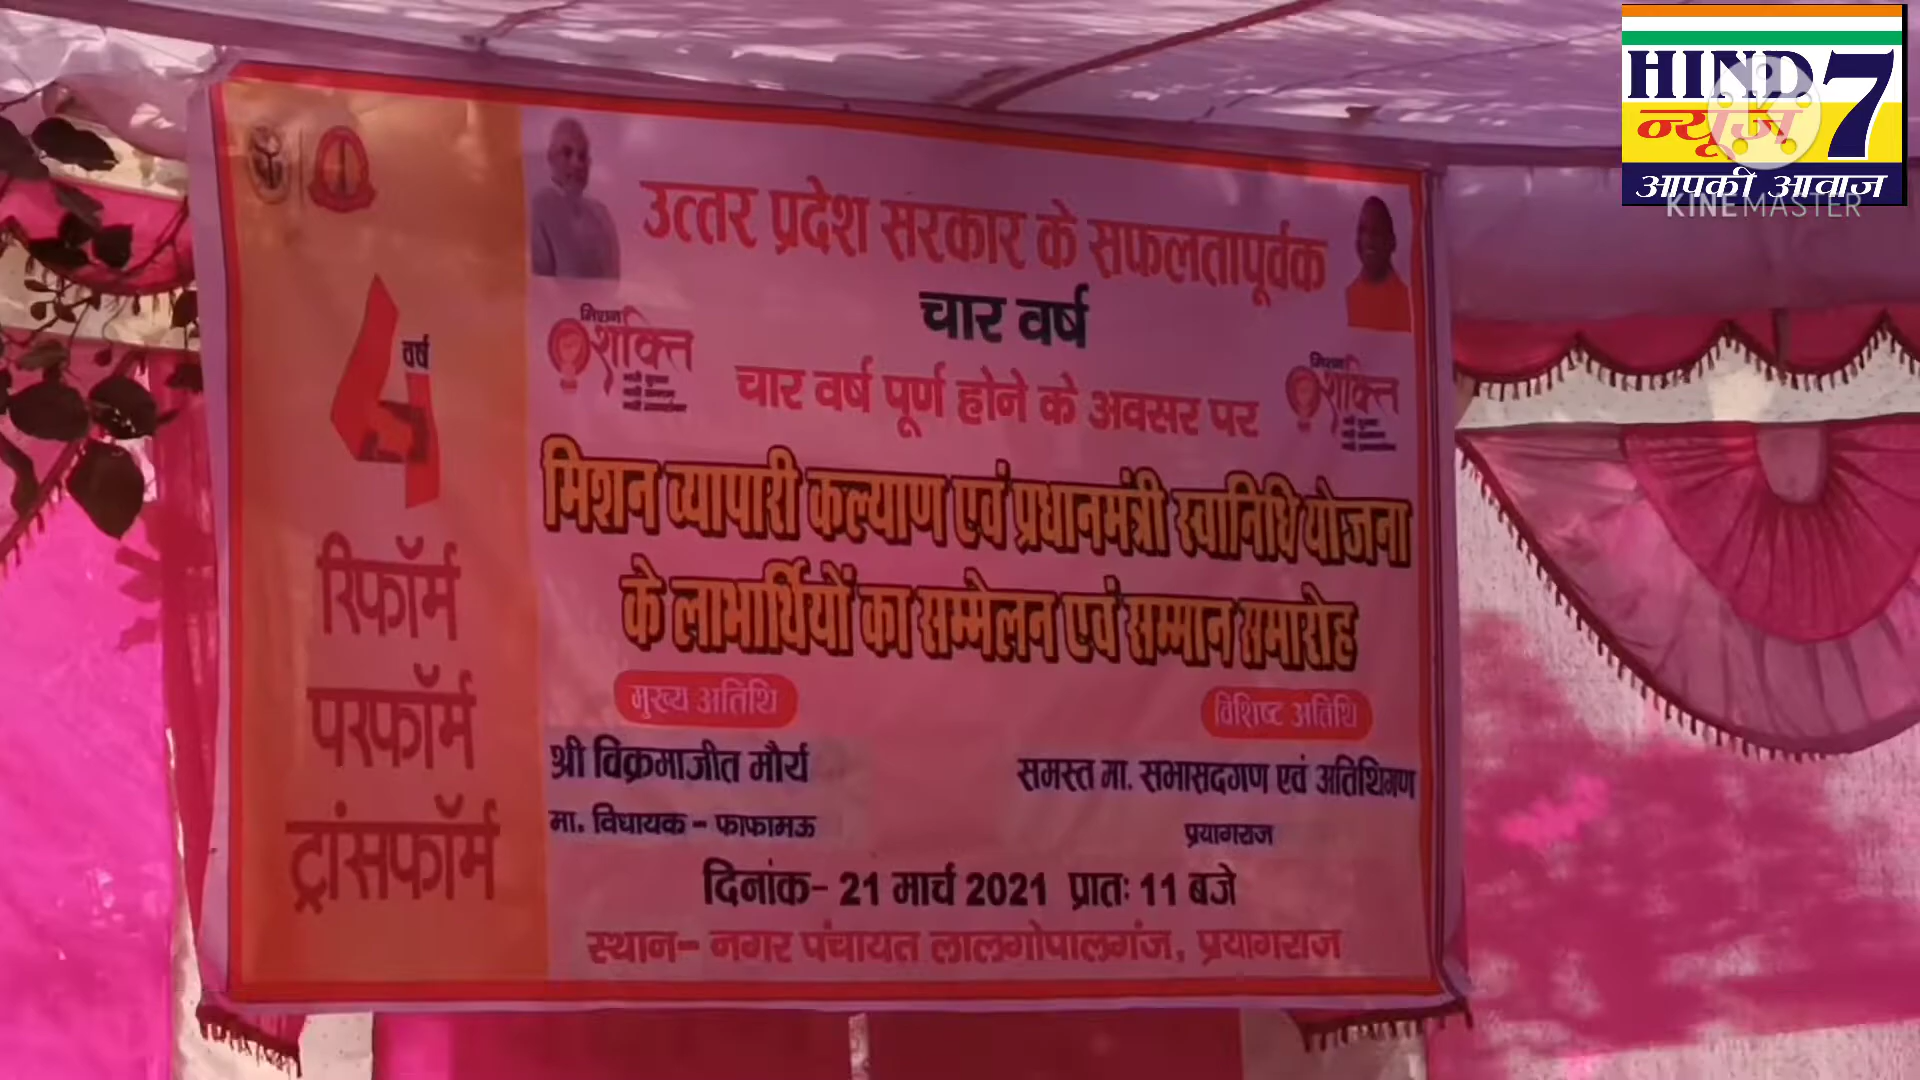 HIND 7
न्यूज़
आपकी आवाज़
KINEMASTER
उत्तर प्रदेश सरकार के सफलतापूर्वक
चार वर्ष
चार वर्ष पूर्ण होने के अवसर पर
मिशन
शक्ति
मिशन
शक्ति
मिशन व्यापारी कल्याण एवं प्रधानमंत्री स्वानिधि योजना
के लाभार्थियों का सम्मेलन एवं सम्मान समारोह
4 वर्ष
रिफॉर्म
परफॉर्म
ट्रांसफॉर्म
मुख्य अतिथि
श्री विक्रमाजीत मौर्य
मा. विधायक - फाफामऊ
विशिष्ट अतिथि
समस्त मा. सभासदगण एवं अतिथिगण
प्रयागराज
दिनांक- 21 मार्च 2021 प्रातः 11 बजे
स्थान- नगर पंचायत लालगोपालगंज, प्रयागराज